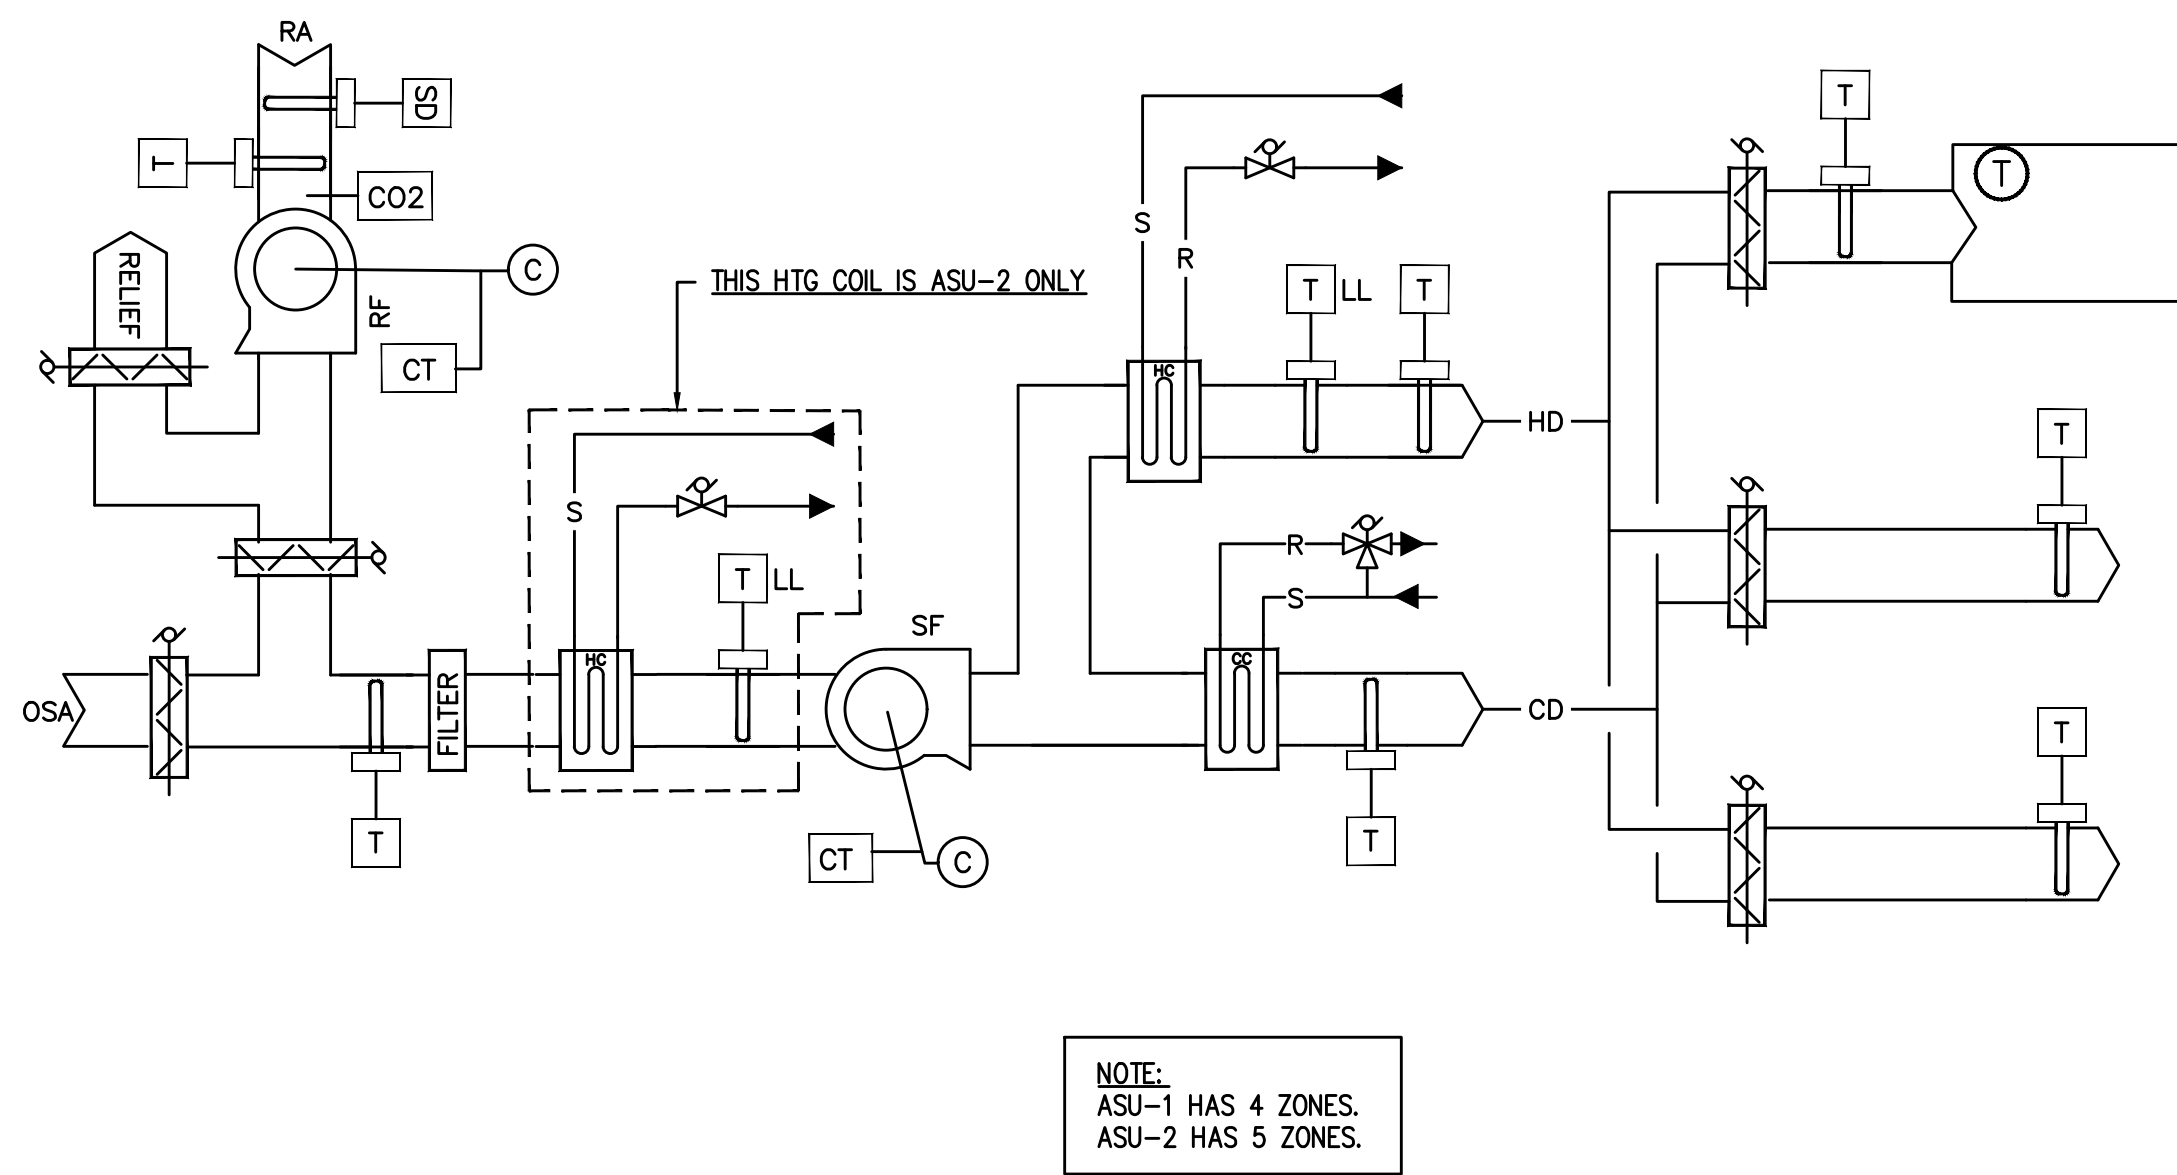 RA
SD
T
CO2
C
RELIEF
RF
CT
THIS HTG COIL IS ASU-2 ONLY
S
R
T LL
T
HC
HD
T
T
T
S
T LL
HC
R
S
CC
SF
OSA
FILTER
T
CT
C
T
CD
T
NOTE:
ASU-1 HAS 4 ZONES.
ASU-2 HAS 5 ZONES.